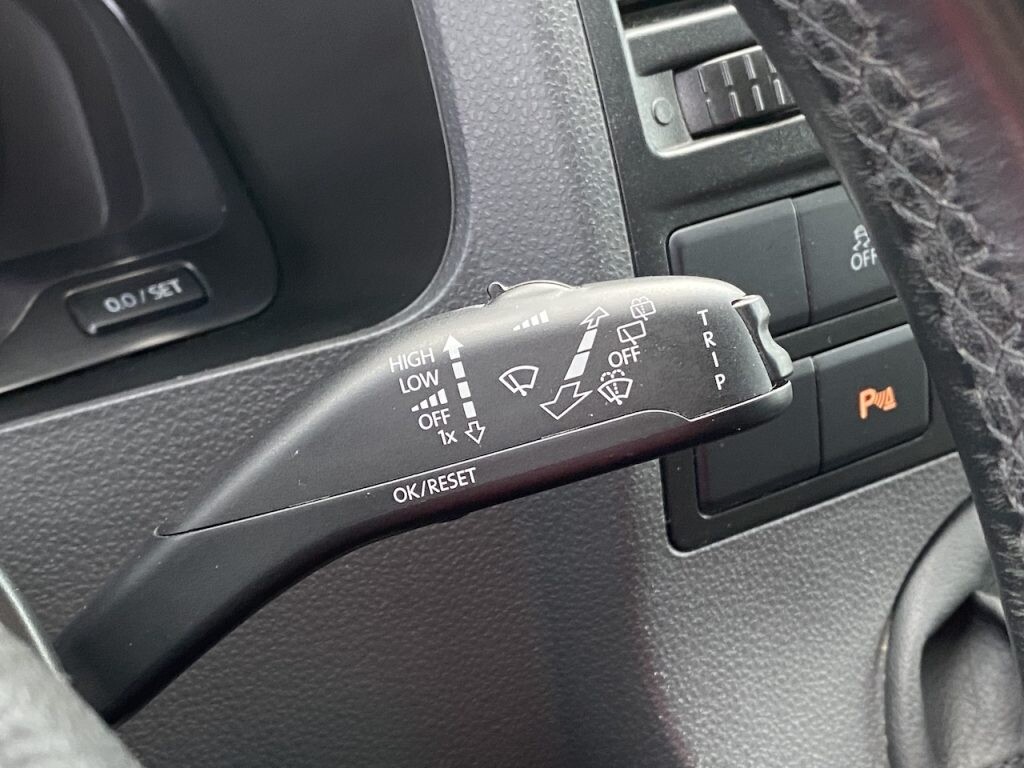 0.0 / SET
HIGH
LOW
OFF
1x
OFF
TRIP
OK/RESET
OFF
P